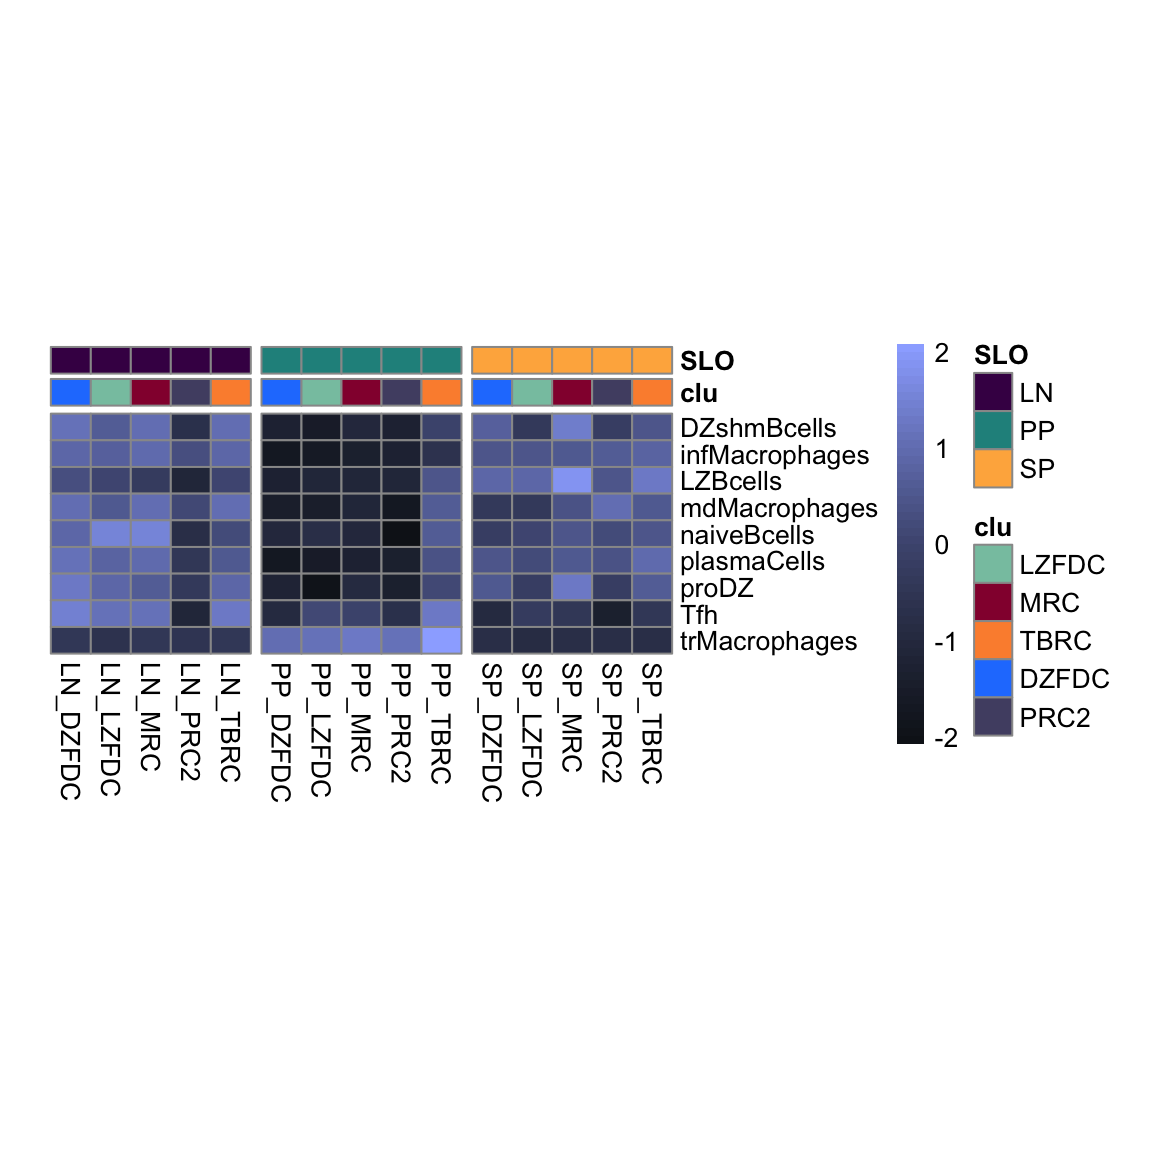 SLO
clu
DZshmBcells
infMacrophages
LZBcells
mdMacrophages
naiveBcells
plasmaCells
proDZ
Tfh
trMacrophages
LN_DZFDC
LN_LZFDC
LN_MRC
LN_PRC2
LN_TBRC
PP_DZFDC
PP_LZFDC
PP_MRC
PP_PRC2
PP_TBRC
SP_DZFDC
SP_LZFDC
SP_MRC
SP_PRC2
SP_TBRC
2
1
0
-1
-2
SLO
LN
PP
SP
clu
LZFDC
MRC
TBRC
DZFDC
PRC2